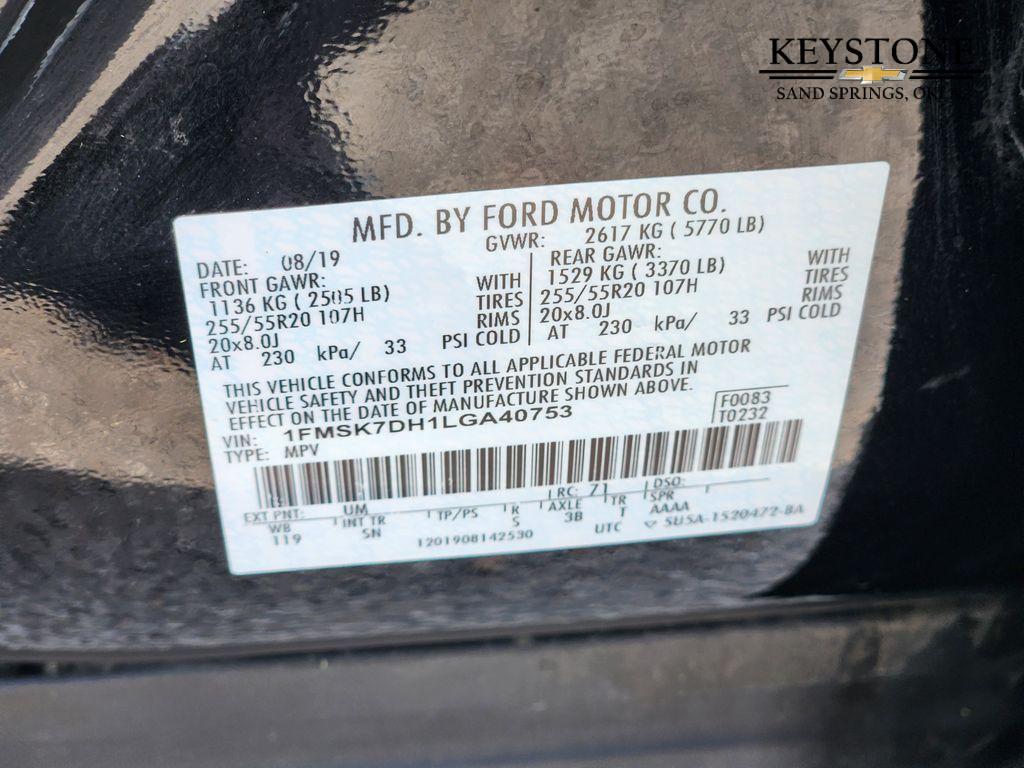 KEYSTONE
SAND SPRINGS,
MFD. BY FORD MOTOR CO.
DATE: 08/19 GVWR: 2617 KG ( 5770 LB)
FRONT GAWR: REAR GAWR:
1136 KG ( 2505 LB) WITH 1529 KG ( 3370 LB) WITH
255/55R20 107H TIRES 255/55R20 107H TIRES
20x8.0J RIMS 20x8.0J RIMS
AT 230 kPa/ 33 PSI COLD AT 230 kPa/ 33 PSI COLD
THIS VEHICLE CONFORMS TO ALL APPLICABLE FEDERAL MOTOR
VEHICLE SAFETY AND THEFT PREVENTION STANDARDS IN
EFFECT ON THE DATE OF MANUFACTURE SHOWN ABOVE.
VIN: 1FMSK7DH1LGA40753 F0083
TYPE: MPV T0232
EXT PNT: UM RC: 71 DSO:
WB INT TR TP/PS R AXLE TR SPR
119 SN S 3B T AAAA
1201908142530 UTC ▽ SU5A-1520472-BA